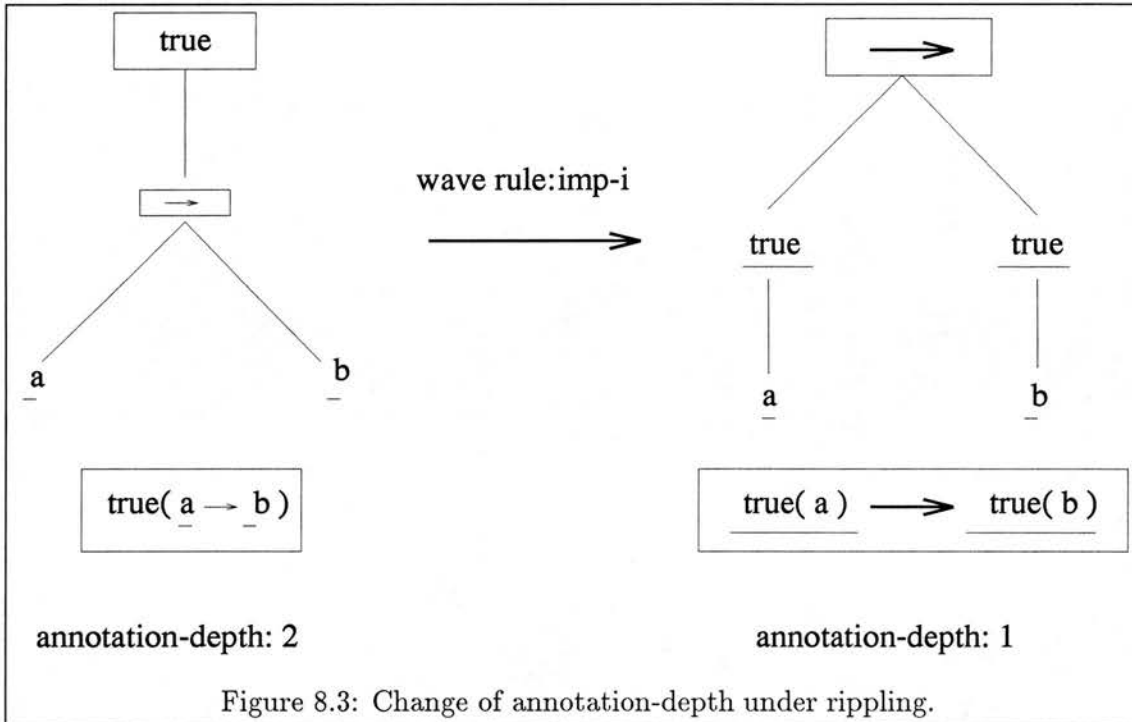 true
→
a
b
true( a → b )
annotation-depth: 2
wave rule:imp-i
→
true
true
a
b
true( a ) → true( b )
annotation-depth: 1
Figure 8.3: Change of annotation-depth under rippling.